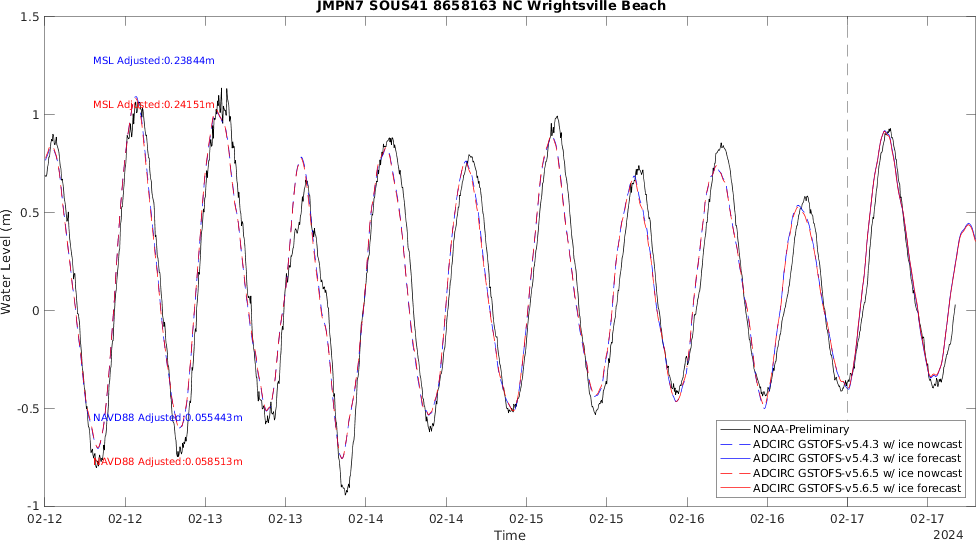 JMPN7 SOUS41 8658163 NC Wrightsville Beach
1.5
MSL Adjusted:0.23844m
1
MSL Adjusted:0.24151m
0.5
Water Level (m)
0
-0.5
NAVD88 Adjusted:0.055443m
NAVD88 Adjusted:0.058513m
-1
NOAA-Preliminary
ADCIRC GSTOFS-v5.4.3 w/ ice nowcast
ADCIRC GSTOFS-v5.4.3 w/ ice forecast
ADCIRC GSTOFS-v5.6.5 w/ ice nowcast
ADCIRC GSTOFS-v5.6.5 w/ ice forecast
02-12 02-12 02-13 02-13 02-14 02-14 02-15 02-15 02-16 02-16 02-17 02-17
2024
Time